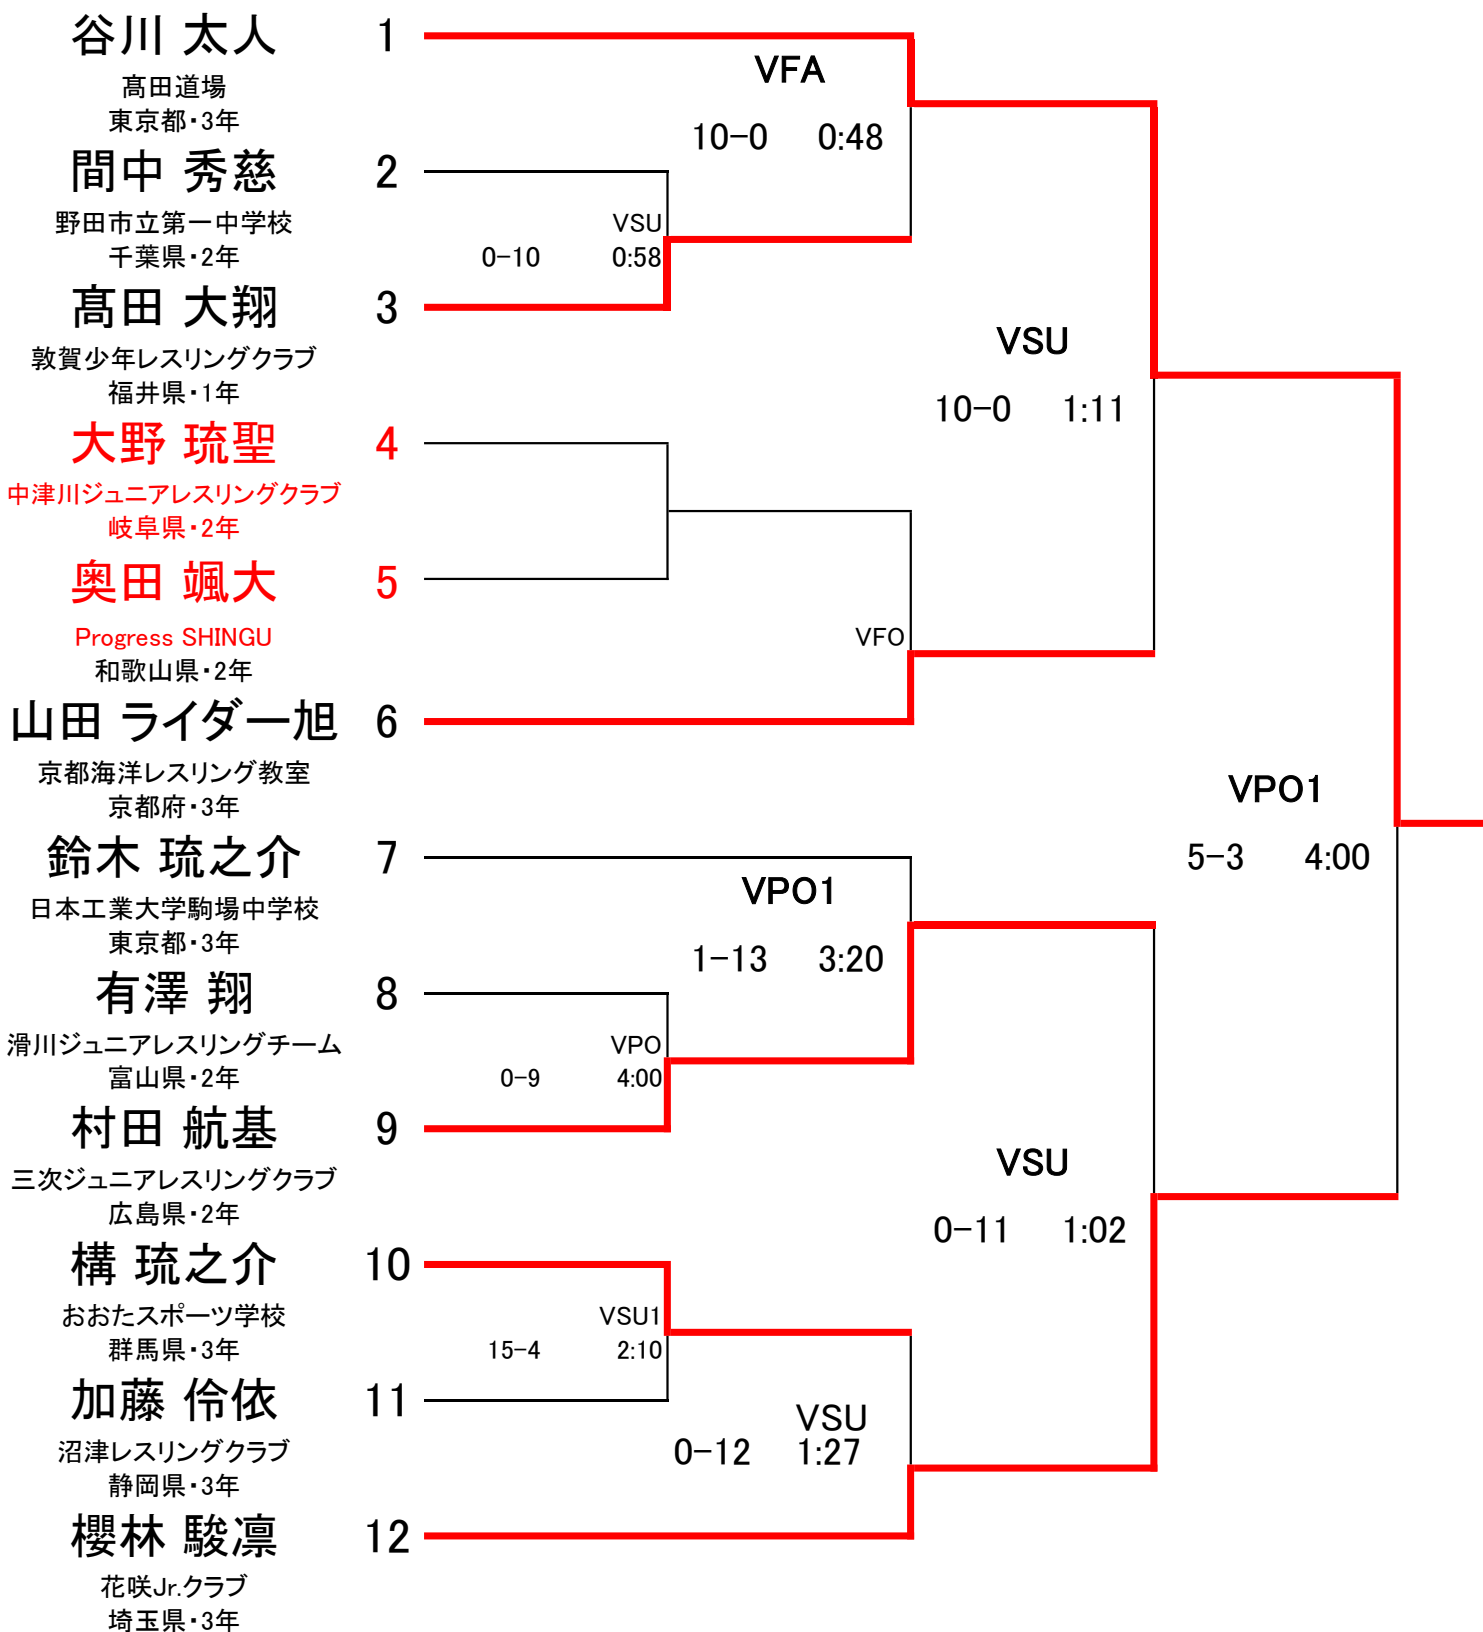 谷川 太人 1
髙田道場
東京都・3年
VFA
10-0 0:48
間中 秀慈 2
野田市立第一中学校
千葉県・2年
VSU
0-10 0:58
髙田 大翔 3
敦賀少年レスリングクラブ
福井県・1年
VSU
10-0 1:11
大野 琉聖 4
中津川ジュニアレスリングクラブ
岐阜県・2年
奥田 颯大 5
Progress SHINGU
和歌山県・2年
VFO
山田 ライダー旭 6
京都海洋レスリング教室
京都府・3年
VPO1
5-3 4:00
鈴木 琉之介 7
日本工業大学駒場中学校
東京都・3年
VPO1
1-13 3:20
有澤 翔 8
滑川ジュニアレスリングチーム
富山県・2年
VPO
0-9 4:00
村田 航基 9
三次ジュニアレスリングクラブ
広島県・2年
VSU
0-11 1:02
構 琉之介 10
おおたスポーツ学校
群馬県・3年
VSU1
15-4 2:10
加藤 伶依 11
沼津レスリングクラブ
静岡県・3年
VSU
0-12 1:27
櫻林 駿凛 12
花咲Jr.クラブ
埼玉県・3年